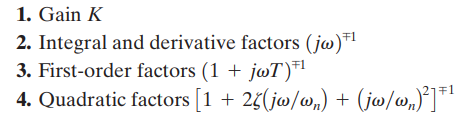 1. Gain K
2. Integral and derivative factors (jω)^∓1
3. First-order factors (1 + jωT)^∓1
4. Quadratic factors [1 + 2ζ(jω/ωₙ) + (jω/ωₙ)²]^∓1